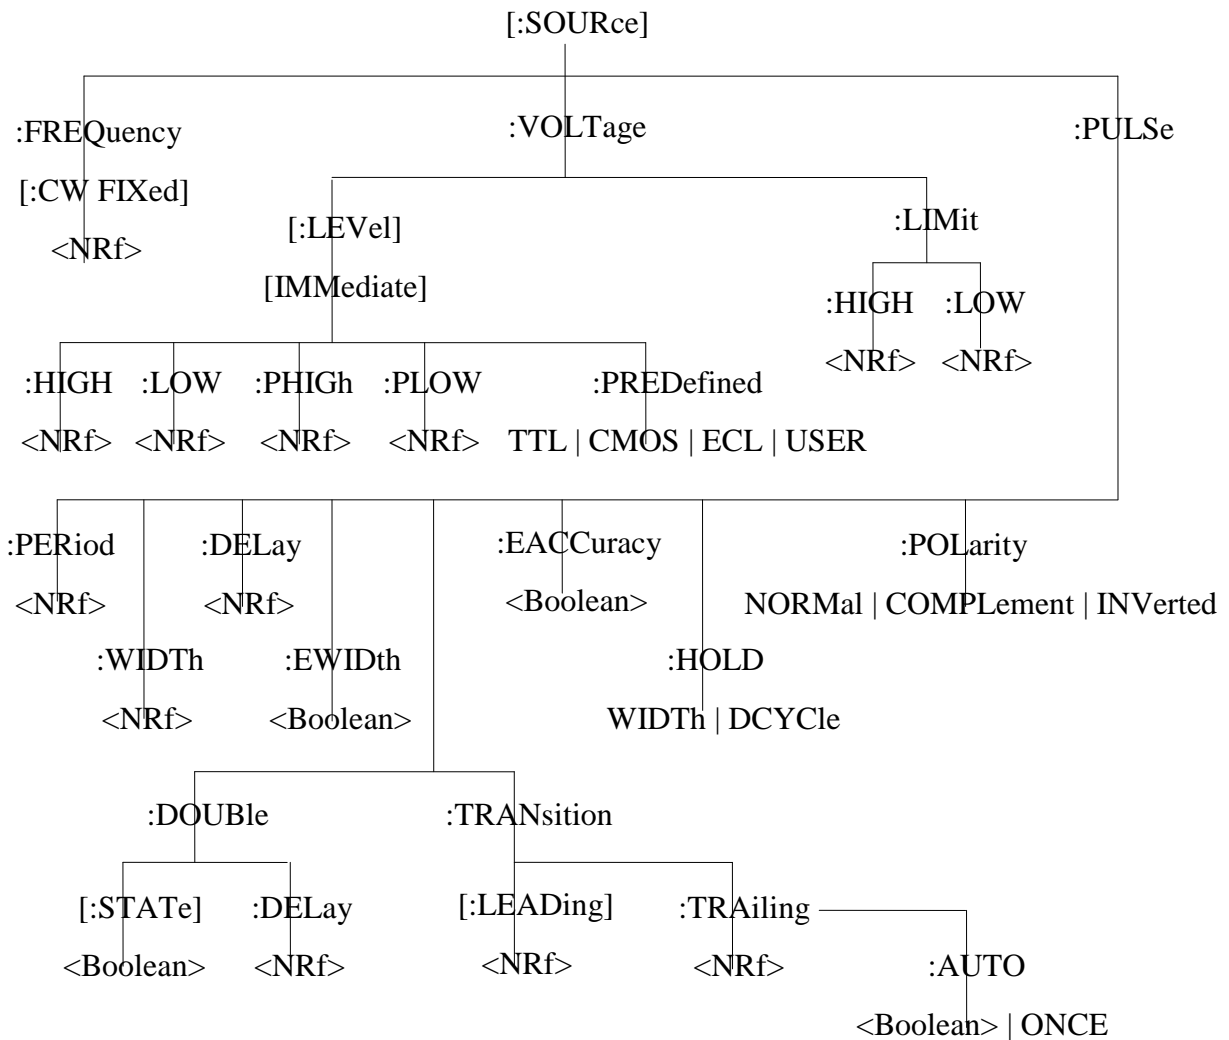 [:SOURce]
:FREQuency :VOLTage :PULSe
[:CW FIXed]
[:LEVel] :LIMit
<NRf>
[IMMediate]
:HIGH :LOW
<NRf> <NRf>
:HIGH :LOW :PHIGh :PLOW :PREDefined
<NRf> <NRf> <NRf> <NRf> TTL | CMOS | ECL | USER
:PERiod :DELay :EACCuracy :POLarity
<NRf> <NRf> <Boolean> NORMal | COMPLement | INVerted
:WIDTh :EWIDth :HOLD
<NRf> <Boolean> WIDTh | DCYCle
:DOUBle :TRANsition
[:STATe] :DELay [:LEADing] :TRAiling
<Boolean> <NRf> <NRf> <NRf> :AUTO
<Boolean> | ONCE